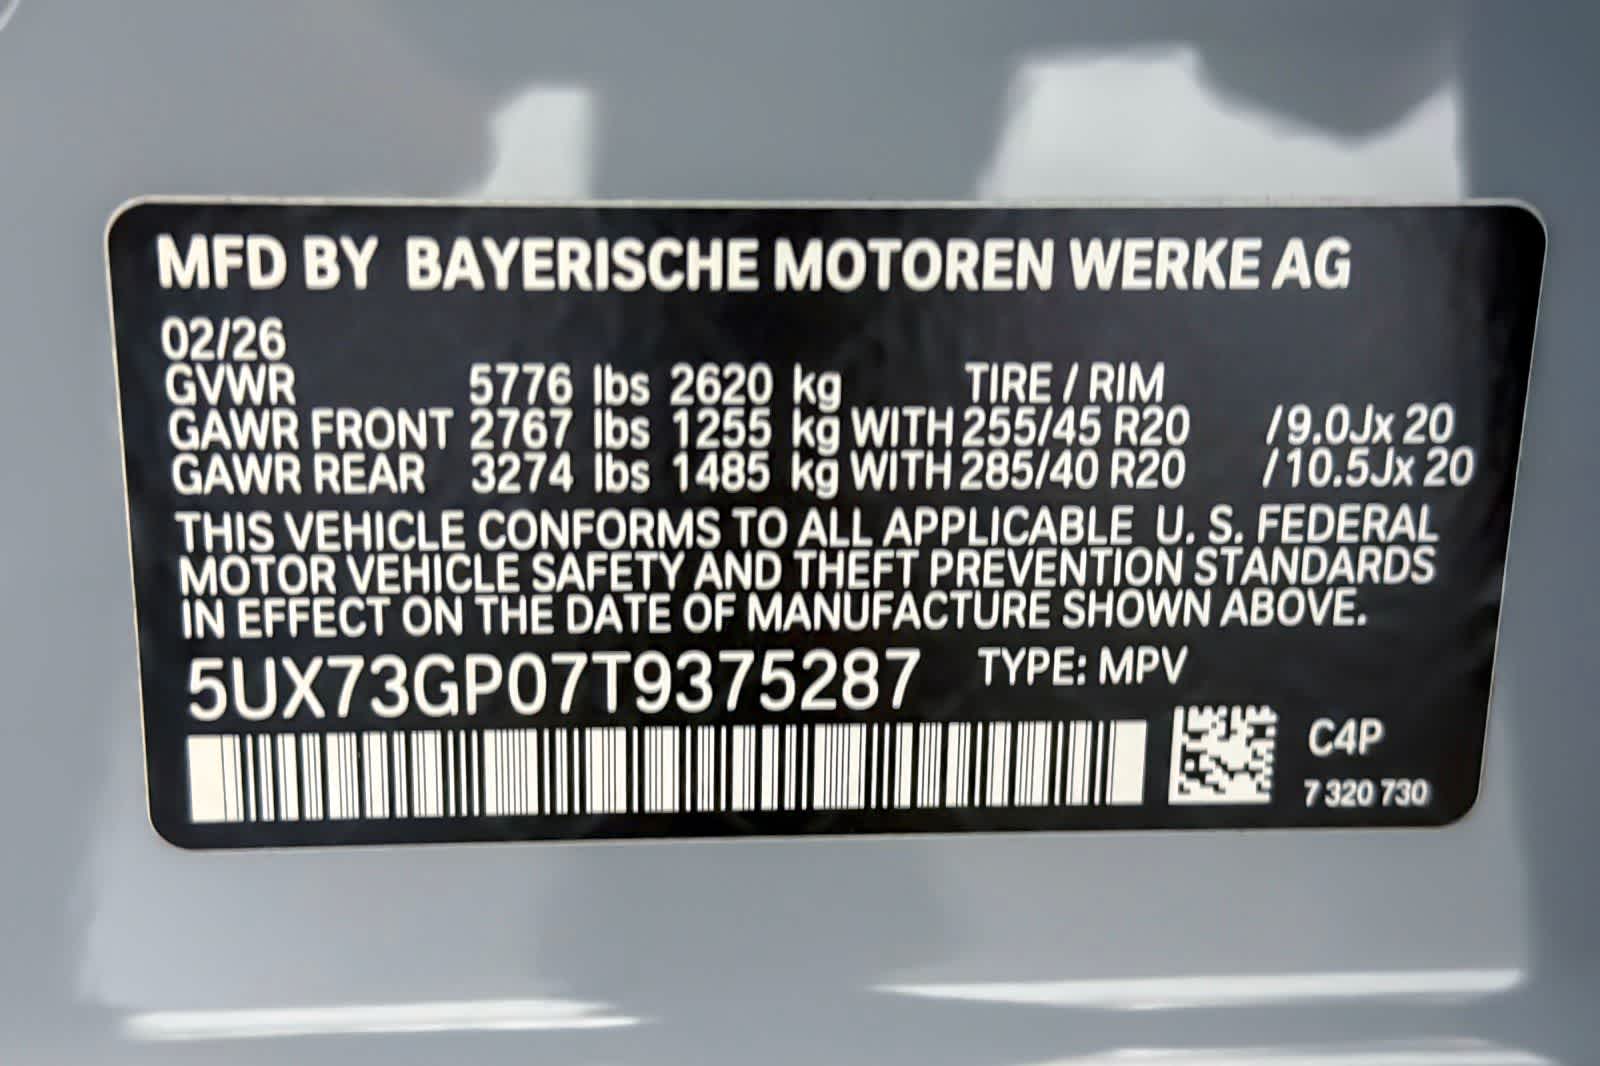 MFD BY BAYERISCHE MOTOREN WERKE AG
02/26
GVWR 5776 lbs 2620 kg TIRE / RIM
GAWR FRONT 2767 lbs 1255 kg WITH 255/45 R20 /9.0Jx 20
GAWR REAR 3274 lbs 1485 kg WITH 285/40 R20 /10.5Jx 20
THIS VEHICLE CONFORMS TO ALL APPLICABLE U. S. FEDERAL
MOTOR VEHICLE SAFETY AND THEFT PREVENTION STANDARDS
IN EFFECT ON THE DATE OF MANUFACTURE SHOWN ABOVE.
5UX73GP07T9375287 TYPE: MPV
C4P
7 320 730